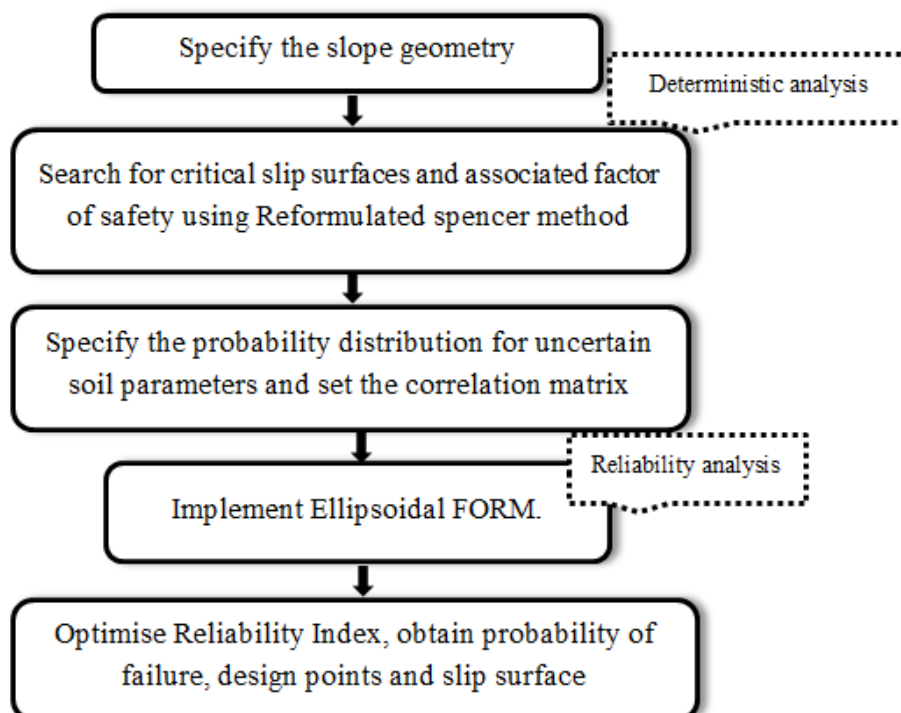 Specify the slope geometry
Deterministic analysis
Search for critical slip surfaces and associated factor
of safety using Reformulated spencer method
Specify the probability distribution for uncertain
soil parameters and set the correlation matrix
Reliability analysis
Implement Ellipsoidal FORM.
Optimise Reliability Index, obtain probability of
failure, design points and slip surface